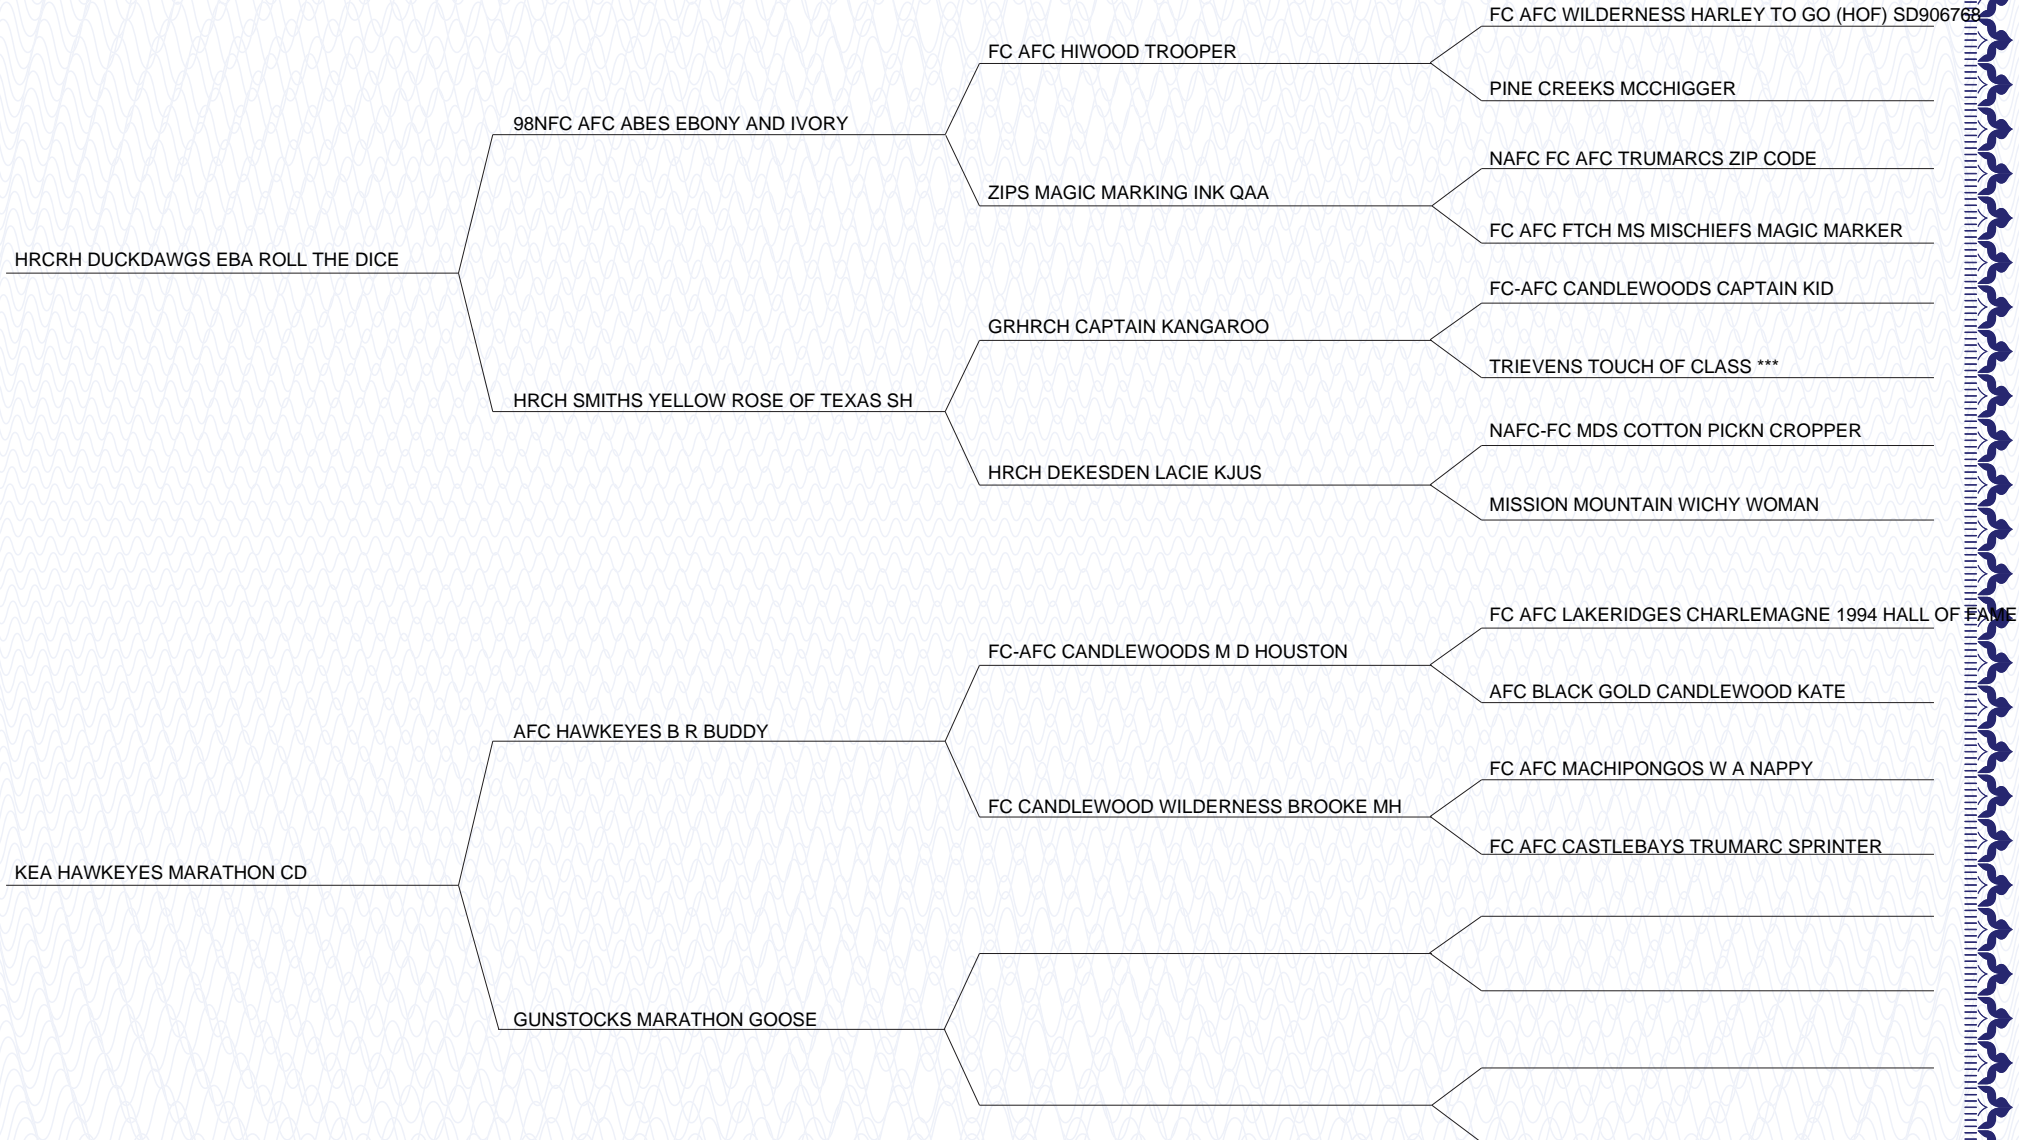 FC AFC WILDERNESS HARLEY TO GO (HOF) SD906768
FC AFC HIWOOD TROOPER
PINE CREEKS MCCHIGGER
98NFC AFC ABES EBONY AND IVORY
NAFC FC AFC TRUMARCS ZIP CODE
ZIPS MAGIC MARKING INK QAA
FC AFC FTCH MS MISCHIEFS MAGIC MARKER
HRCRH DUCKDAWGS EBA ROLL THE DICE
FC-AFC CANDLEWOODS CAPTAIN KID
GRHRCH CAPTAIN KANGAROO
TRIEVENS TOUCH OF CLASS ***
HRCH SMITHS YELLOW ROSE OF TEXAS SH
NAFC-FC MDS COTTON PICKN CROPPER
HRCH DEKESDEN LACIE KJUS
MISSION MOUNTAIN WICHY WOMAN
FC AFC LAKERIDGES CHARLEMAGNE 1994 HALL OF FAME
FC-AFC CANDLEWOODS M D HOUSTON
AFC BLACK GOLD CANDLEWOOD KATE
AFC HAWKEYES B R BUDDY
FC AFC MACHIPONGOS W A NAPPY
FC CANDLEWOOD WILDERNESS BROOKE MH
FC AFC CASTLEBAYS TRUMARC SPRINTER
KEA HAWKEYES MARATHON CD
GUNSTOCKS MARATHON GOOSE